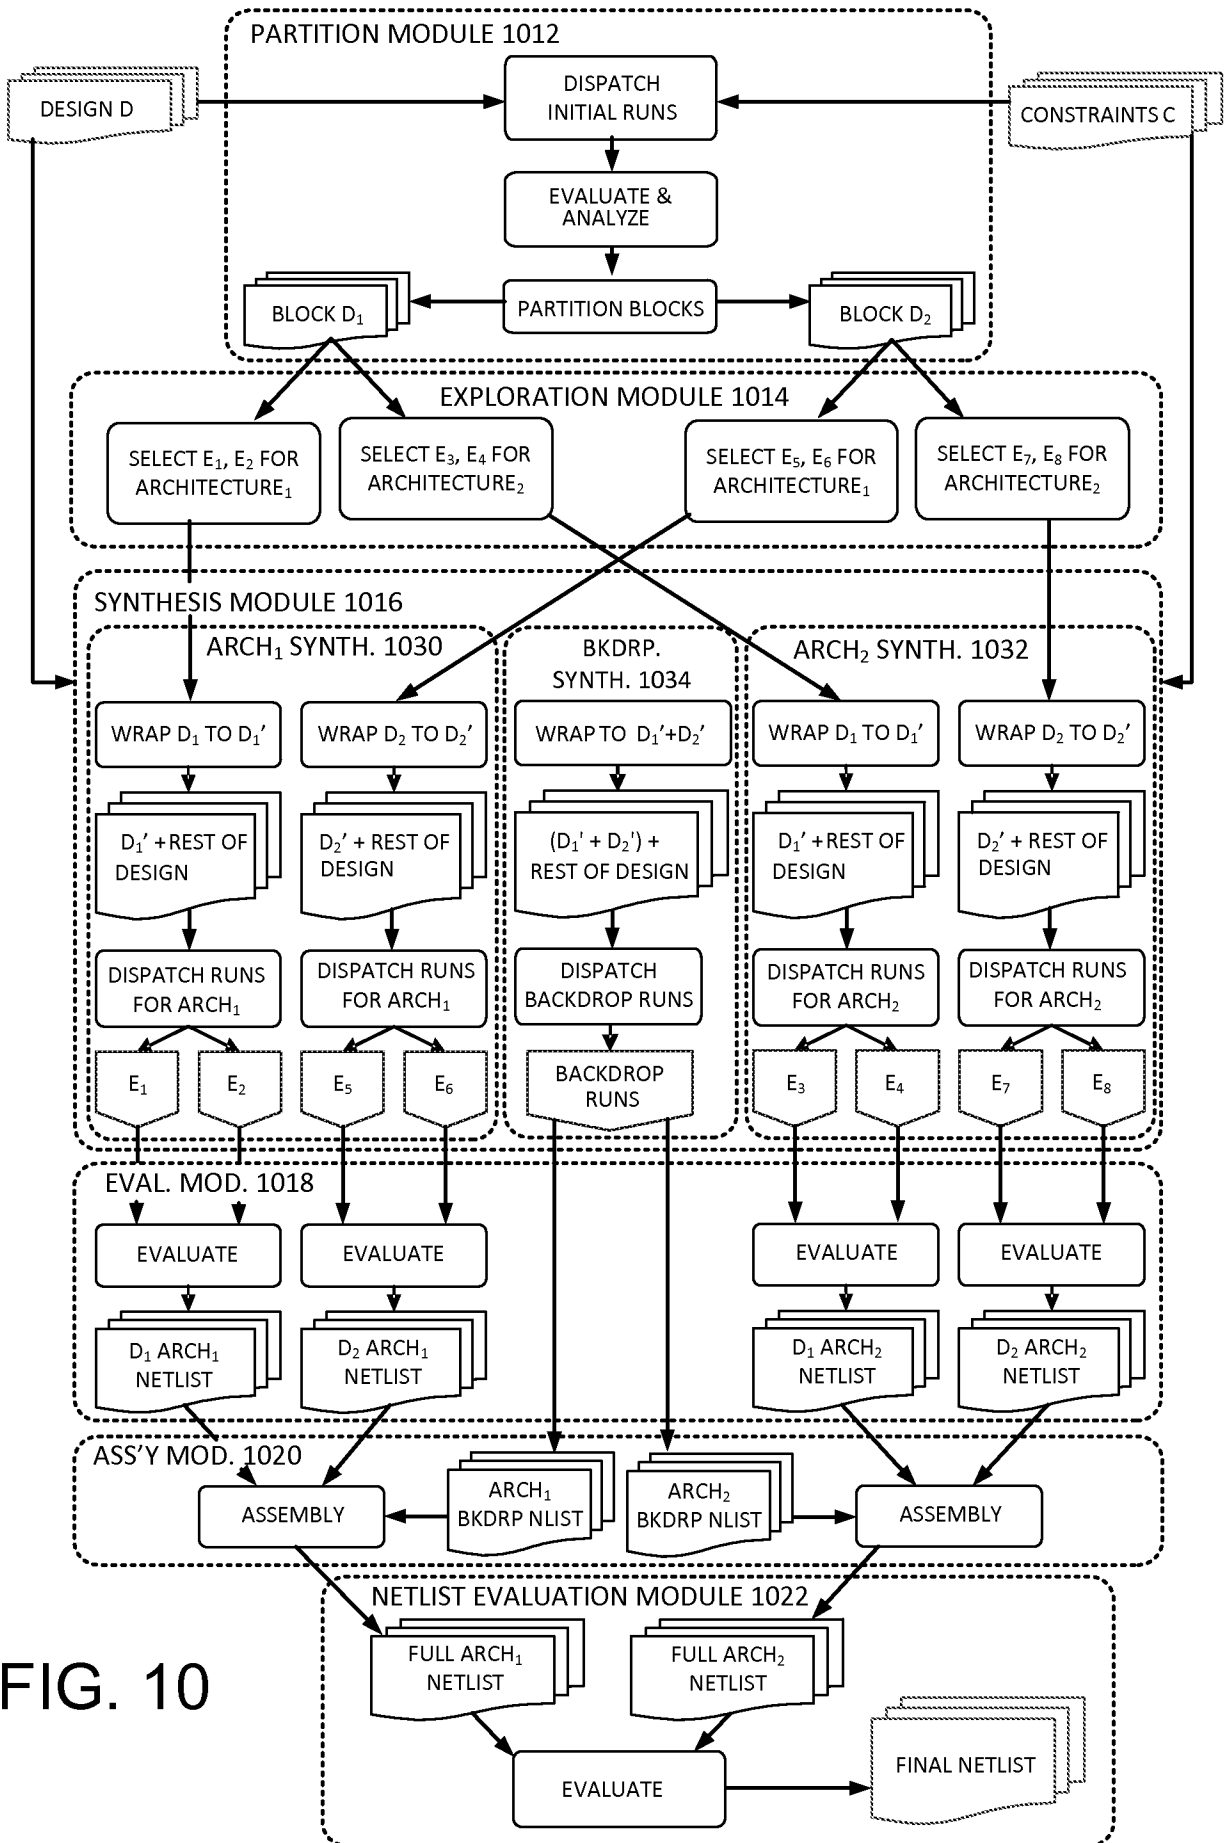 PARTITION MODULE 1012
DESIGN D
DISPATCH
INITIAL RUNS
CONSTRAINTS C
EVALUATE &
ANALYZE
BLOCK D₁
PARTITION BLOCKS
BLOCK D₂
EXPLORATION MODULE 1014
SELECT E₁, E₂ FOR
ARCHITECTURE₁
SELECT E₃, E₄ FOR
ARCHITECTURE₂
SELECT E₅, E₆ FOR
ARCHITECTURE₁
SELECT E₇, E₈ FOR
ARCHITECTURE₂
SYNTHESIS MODULE 1016
ARCH₁ SYNTH. 1030
BKDRP.
SYNTH. 1034
ARCH₂ SYNTH. 1032
WRAP D₁ TO D₁'
WRAP D₂ TO D₂'
WRAP TO D₁'+D₂'
WRAP D₁ TO D₁'
WRAP D₂ TO D₂'
D₁' + REST OF
DESIGN
D₂' + REST OF
DESIGN
(D₁' + D₂') +
REST OF DESIGN
D₁' + REST OF
DESIGN
D₂' + REST OF
DESIGN
DISPATCH RUNS
FOR ARCH₁
DISPATCH RUNS
FOR ARCH₁
DISPATCH
BACKDROP RUNS
DISPATCH RUNS
FOR ARCH₂
DISPATCH RUNS
FOR ARCH₂
E₁
E₂
E₅
E₆
BACKDROP
RUNS
E₃
E₄
E₇
E₈
EVAL. MOD. 1018
EVALUATE
EVALUATE
EVALUATE
EVALUATE
D₁ ARCH₁
NETLIST
D₂ ARCH₁
NETLIST
D₁ ARCH₂
NETLIST
D₂ ARCH₂
NETLIST
ASS'Y MOD. 1020
ASSEMBLY
ARCH₁
BKDRP NLIST
ARCH₂
BKDRP NLIST
ASSEMBLY
NETLIST EVALUATION MODULE 1022
FULL ARCH₁
NETLIST
FULL ARCH₂
NETLIST
FIG. 10
EVALUATE
FINAL NETLIST